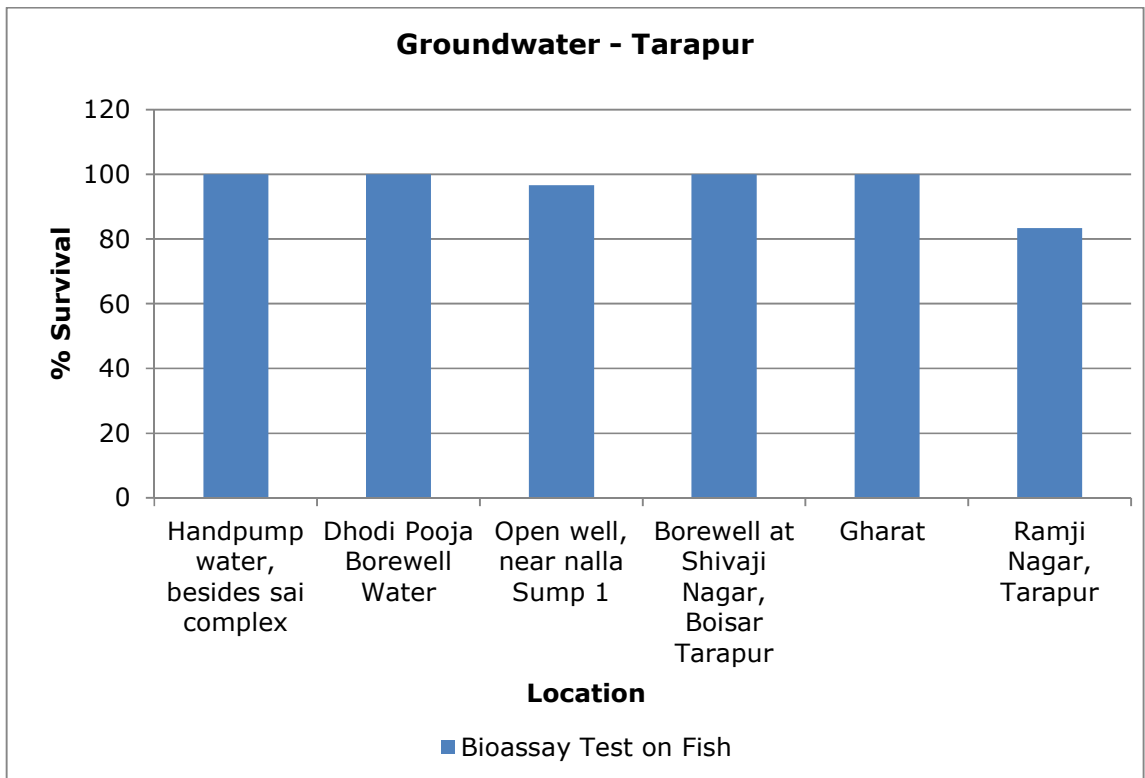 Groundwater - Tarapur
120
100
80
60
40
20
0
% Survival
Handpump
water,
besides sai
complex
Dhodi Pooja
Borewell
Water
Open well,
near nalla
Sump 1
Borewell at
Shivaji
Nagar,
Boisar
Tarapur
Gharat
Ramji
Nagar,
Tarapur
Location
Bioassay Test on Fish